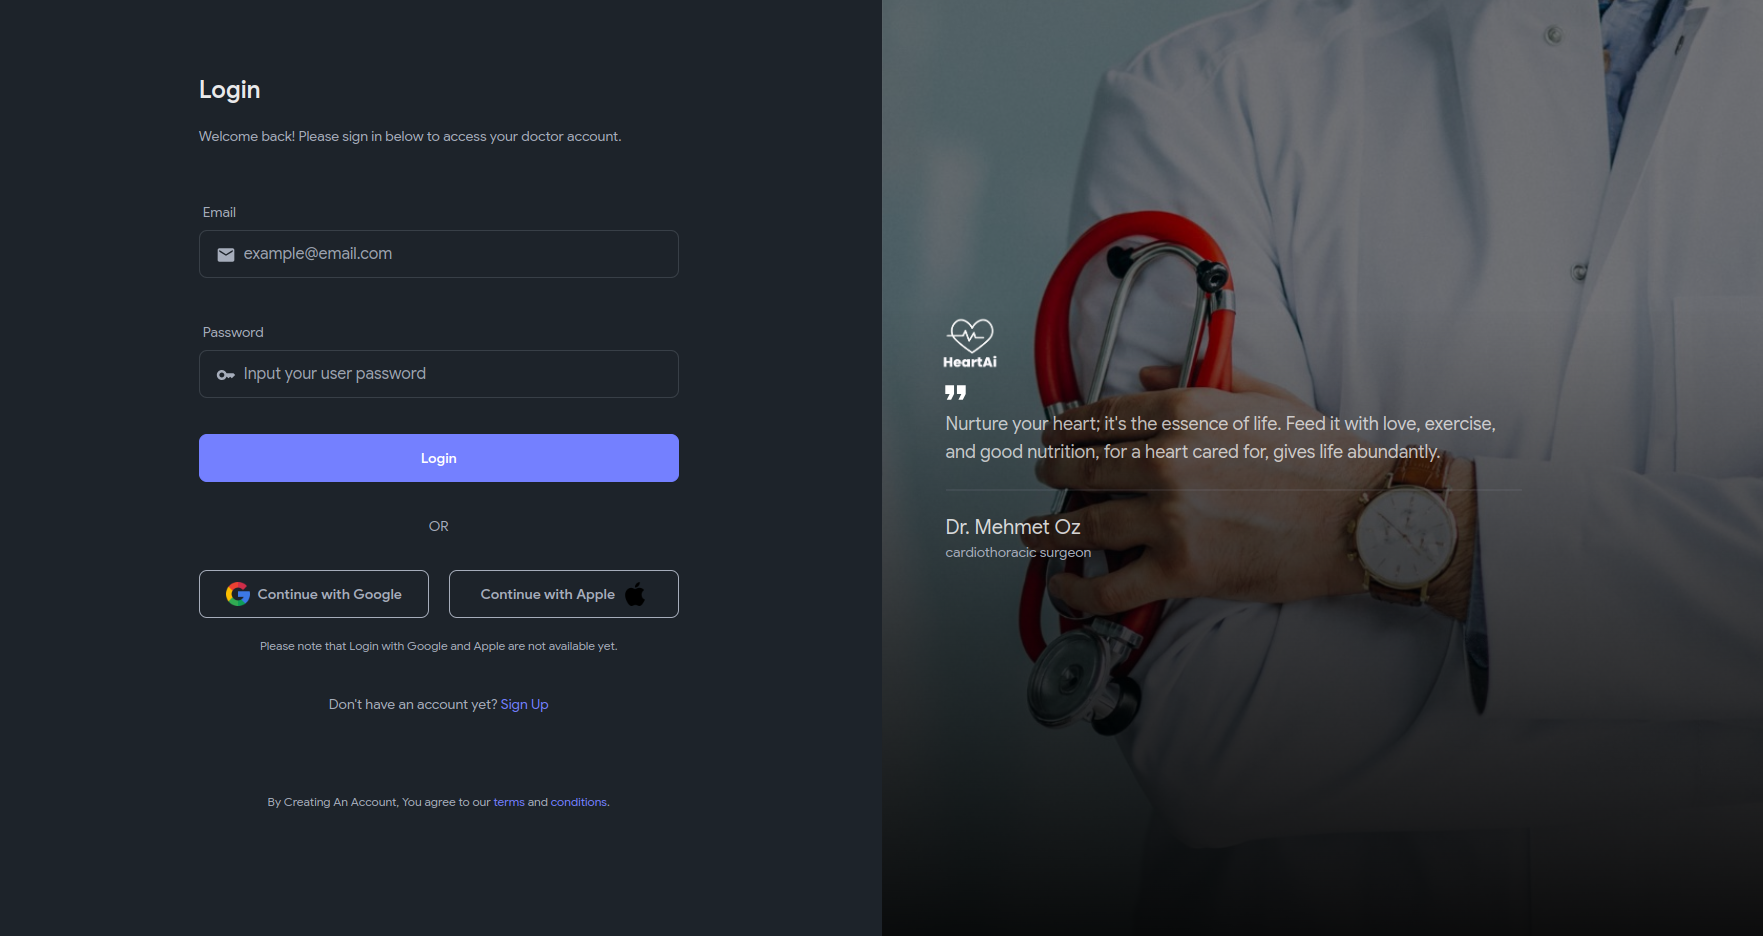 Login
Welcome back! Please sign in below to access your doctor account.
Email
example@email.com
Password
Input your user password
Login
OR
Continue with Google
Continue with Apple
Please note that Login with Google and Apple are not available yet.
Don't have an account yet? Sign Up
By Creating An Account, You agree to our terms and conditions.
HeartAi
”
Nurture your heart; it's the essence of life. Feed it with love, exercise,
and good nutrition, for a heart cared for, gives life abundantly.
Dr. Mehmet Oz
cardiothoracic surgeon